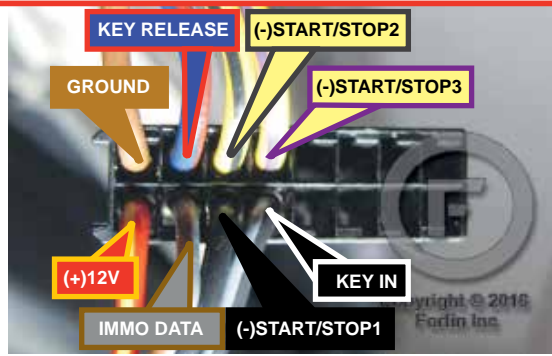 KEY RELEASE
(-)START/STOP2
GROUND
(-)START/STOP3
(+)12V
KEY IN
IMMO DATA
(-)START/STOP1
Copyright © 2016
Fortin Inc